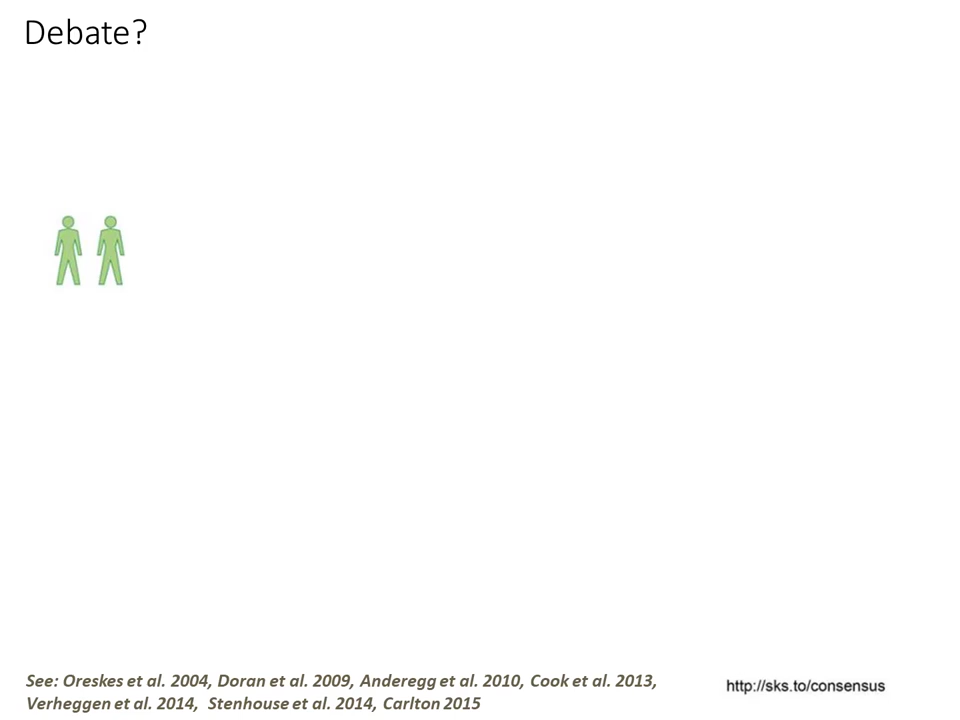 Debate?
See: Oreskes et al. 2004, Doran et al. 2009, Anderegg et al. 2010, Cook et al. 2013,
Verheggen et al. 2014,  Stenhouse et al. 2014, Carlton 2015
http://sks.to/consensus